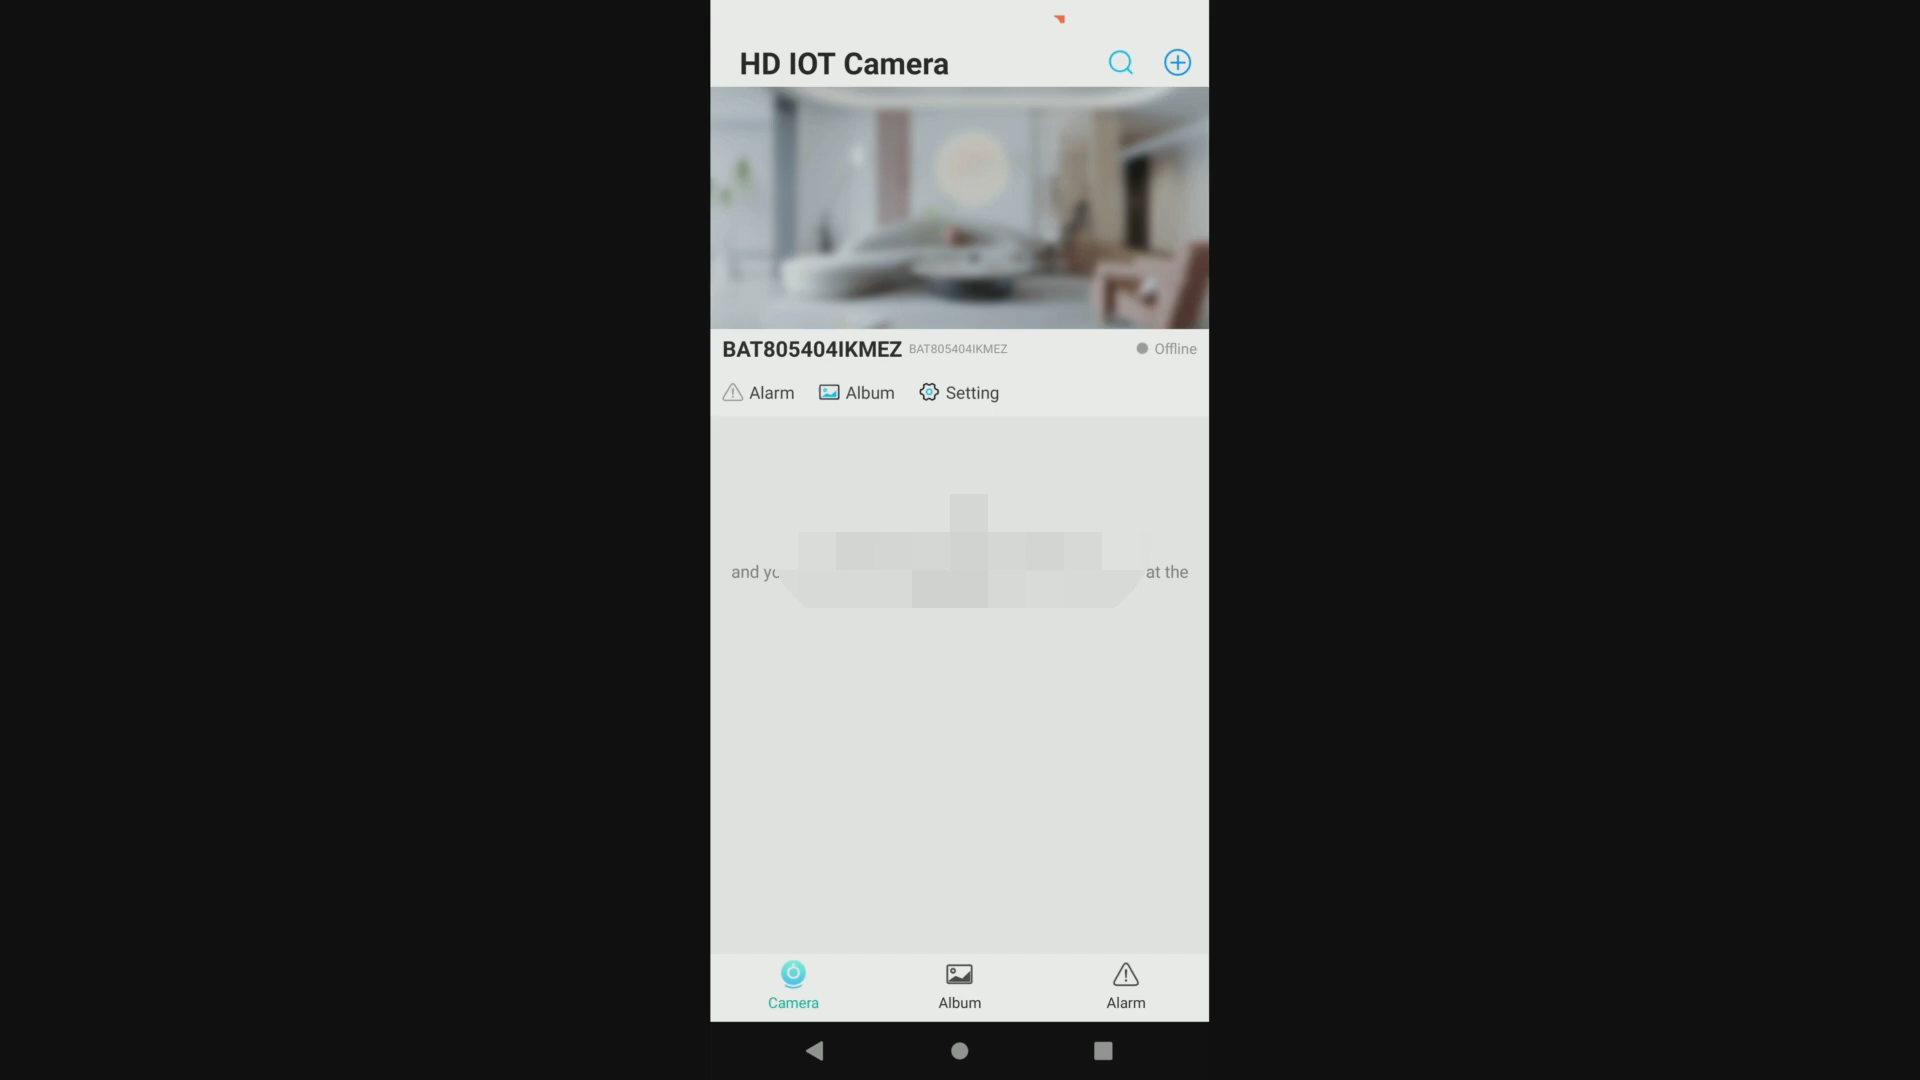 HD IOT Camera
BAT805404IKMEZ BAT805404IKMEZ Offline
Alarm Album Setting
and at the
Camera Album Alarm